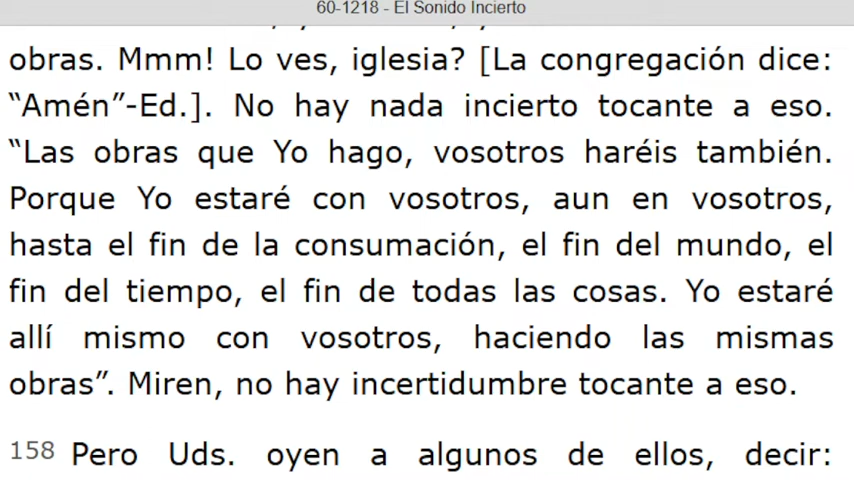 60-1218 - El Sonido Incierto
obras. Mmm! Lo ves, iglesia? [La congregación dice:
“Amén”-Ed.]. No hay nada incierto tocante a eso.
“Las obras que Yo hago, vosotros haréis también.
Porque Yo estaré con vosotros, aun en vosotros,
hasta el fin de la consumación, el fin del mundo, el
fin del tiempo, el fin de todas las cosas. Yo estaré
allí mismo con vosotros, haciendo las mismas
obras”. Miren, no hay incertidumbre tocante a eso.
158 Pero Uds. oyen a algunos de ellos, decir: